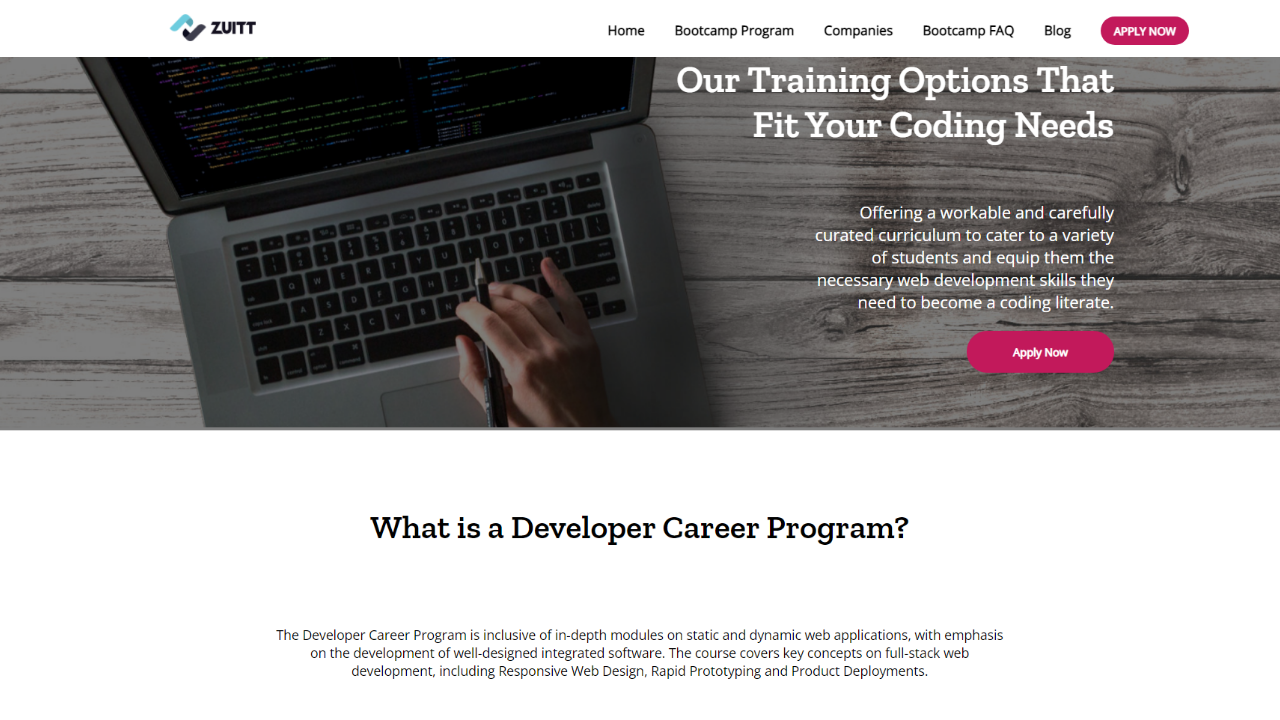 ZUITT
Home
Bootcamp Program
Companies
Bootcamp FAQ
Blog
APPLY NOW
Our Training Options That
Fit Your Coding Needs
Offering a workable and carefully
curated curriculum to cater to a variety
of students and equip them the
necessary web development skills they
need to become a coding literate.
Apply Now
What is a Developer Career Program?
The Developer Career Program is inclusive of in-depth modules on static and dynamic web applications, with emphasis
on the development of well-designed integrated software. The course covers key concepts on full-stack web
development, including Responsive Web Design, Rapid Prototyping and Product Deployments.